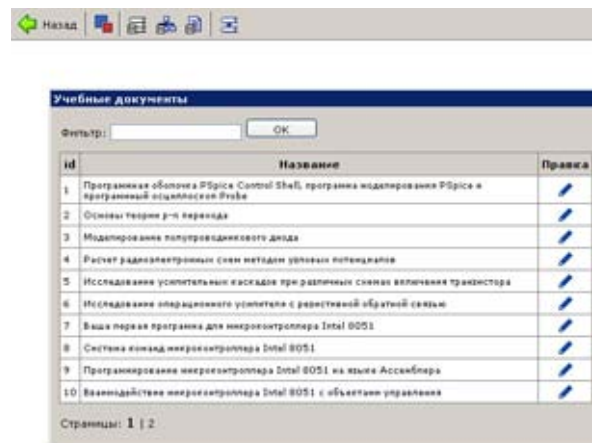 Назад
Учебные документы
Фильтр:
OK
id Название Правка
1 Программная оболочка PSpice Control Shell, программа моделирования PSpice и
программный осциллоскоп Probe
2 Основы теории p-n перехода
3 Моделирование полупроводникового диода
4 Расчет радиоэлектронных схем методом узловых потенциалов
5 Исследование усилительных каскадов при различных схемах включения транзистора
6 Исследование операционного усилителя с резистивной обратной связью
7 Ваша первая программа для микроконтроллера Intel 8051
8 Система команд микроконтроллера Intel 8051
9 Программирование микроконтроллера Intel 8051 на языке Ассемблера
10 Взаимодействие микроконтроллера Intel 8051 с объектами управления
Страницы: 1 | 2